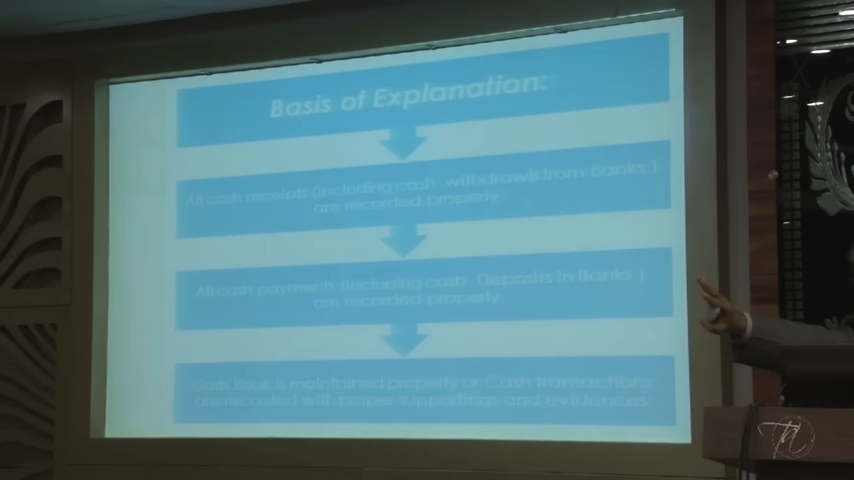 Basis of Explanation:
All cash receipts (including cash withdrawls from Banks )
are recorded properly
All cash payments (including cash Deposits in Banks )
are recorded properly
Cash Book is maintained properly or Cash transactions
are recorded with proper supportings and evidences